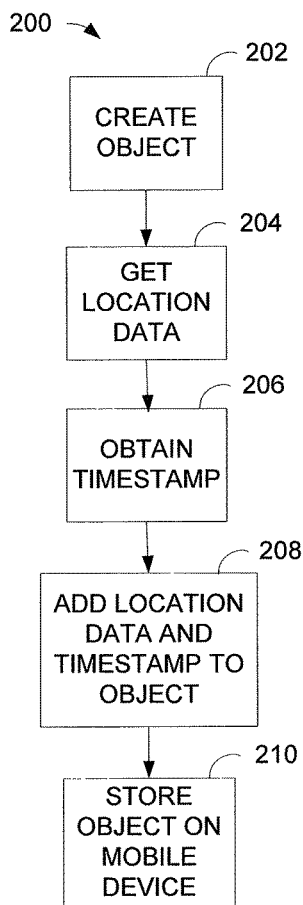 200
202
CREATE
OBJECT
204
GET
LOCATION
DATA
206
OBTAIN
TIMESTAMP
208
ADD LOCATION
DATA AND
TIMESTAMP TO
OBJECT
210
STORE
OBJECT ON
MOBILE
DEVICE